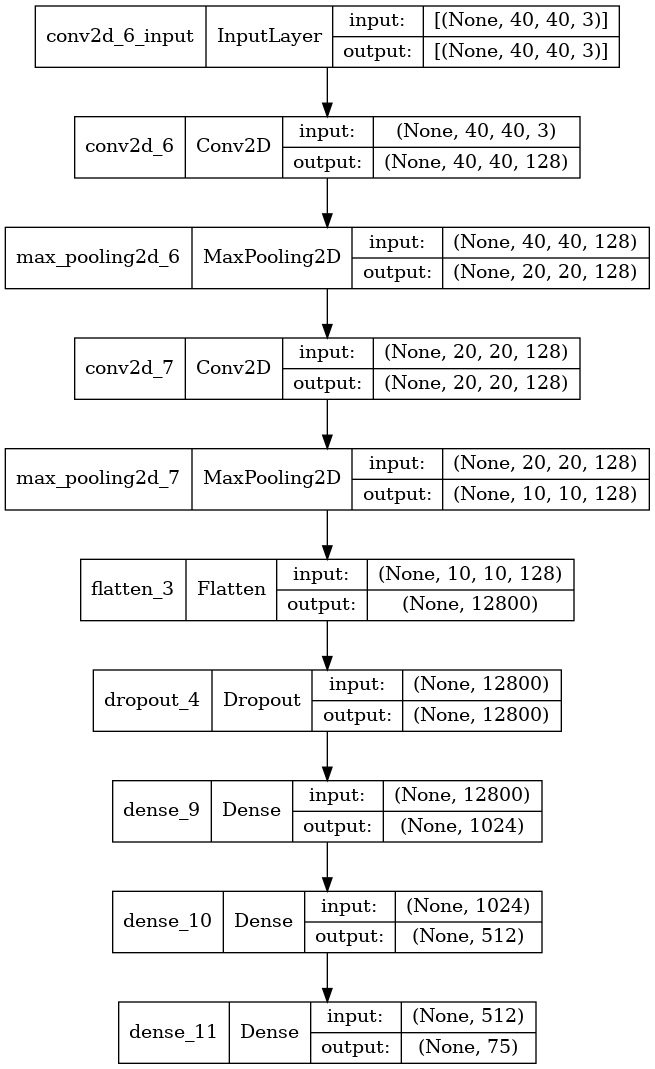 conv2d_6_input InputLayer input: [(None, 40, 40, 3)]
output: [(None, 40, 40, 3)]
conv2d_6 Conv2D input: (None, 40, 40, 3)
output: (None, 40, 40, 128)
max_pooling2d_6 MaxPooling2D input: (None, 40, 40, 128)
output: (None, 20, 20, 128)
conv2d_7 Conv2D input: (None, 20, 20, 128)
output: (None, 20, 20, 128)
max_pooling2d_7 MaxPooling2D input: (None, 20, 20, 128)
output: (None, 10, 10, 128)
flatten_3 Flatten input: (None, 10, 10, 128)
output: (None, 12800)
dropout_4 Dropout input: (None, 12800)
output: (None, 12800)
dense_9 Dense input: (None, 12800)
output: (None, 1024)
dense_10 Dense input: (None, 1024)
output: (None, 512)
dense_11 Dense input: (None, 512)
output: (None, 75)